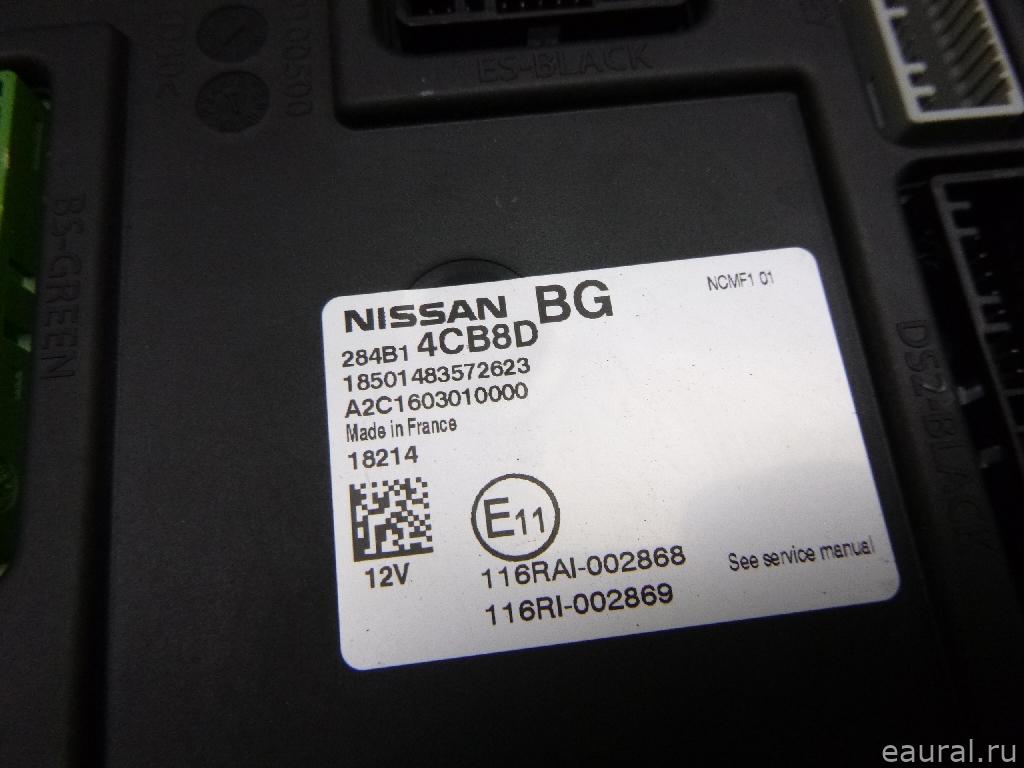 ES-BLACK
BS-GREEN
DS2-BLACK
NISSAN BG
NCMF1 01
284B1 4CB8D
18501483572623
A2C1603010000
Made in France
18214
E11
12V
116RAI-002868
See service manual
116RI-002869
eaural.ru